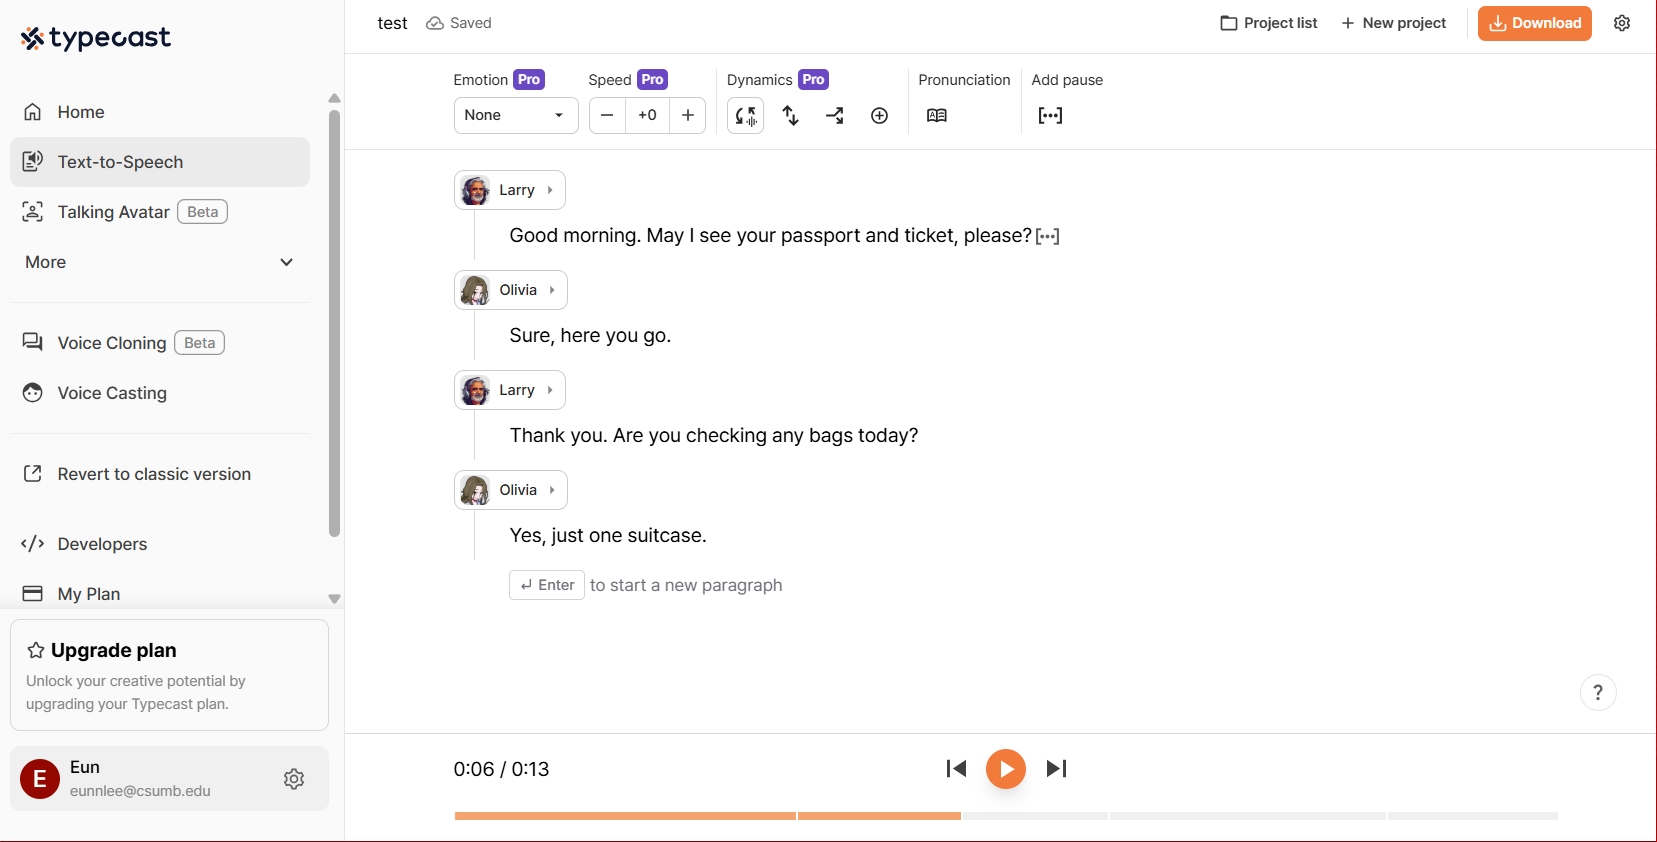 typecast
Home
Text-to-Speech
Talking Avatar Beta
More
Voice Cloning Beta
Voice Casting
Revert to classic version
Developers
My Plan
Upgrade plan
Unlock your creative potential by
upgrading your Typecast plan.
E
Eun
eunnlee@csumb.edu
test Saved
Project list + New project Download
Emotion Pro Speed Pro Dynamics Pro Pronunciation Add pause
None − +0 +
Larry
Good morning. May I see your passport and ticket, please? [•••]
Olivia
Sure, here you go.
Larry
Thank you. Are you checking any bags today?
Olivia
Yes, just one suitcase.
↵ Enter to start a new paragraph
?
0:06 / 0:13